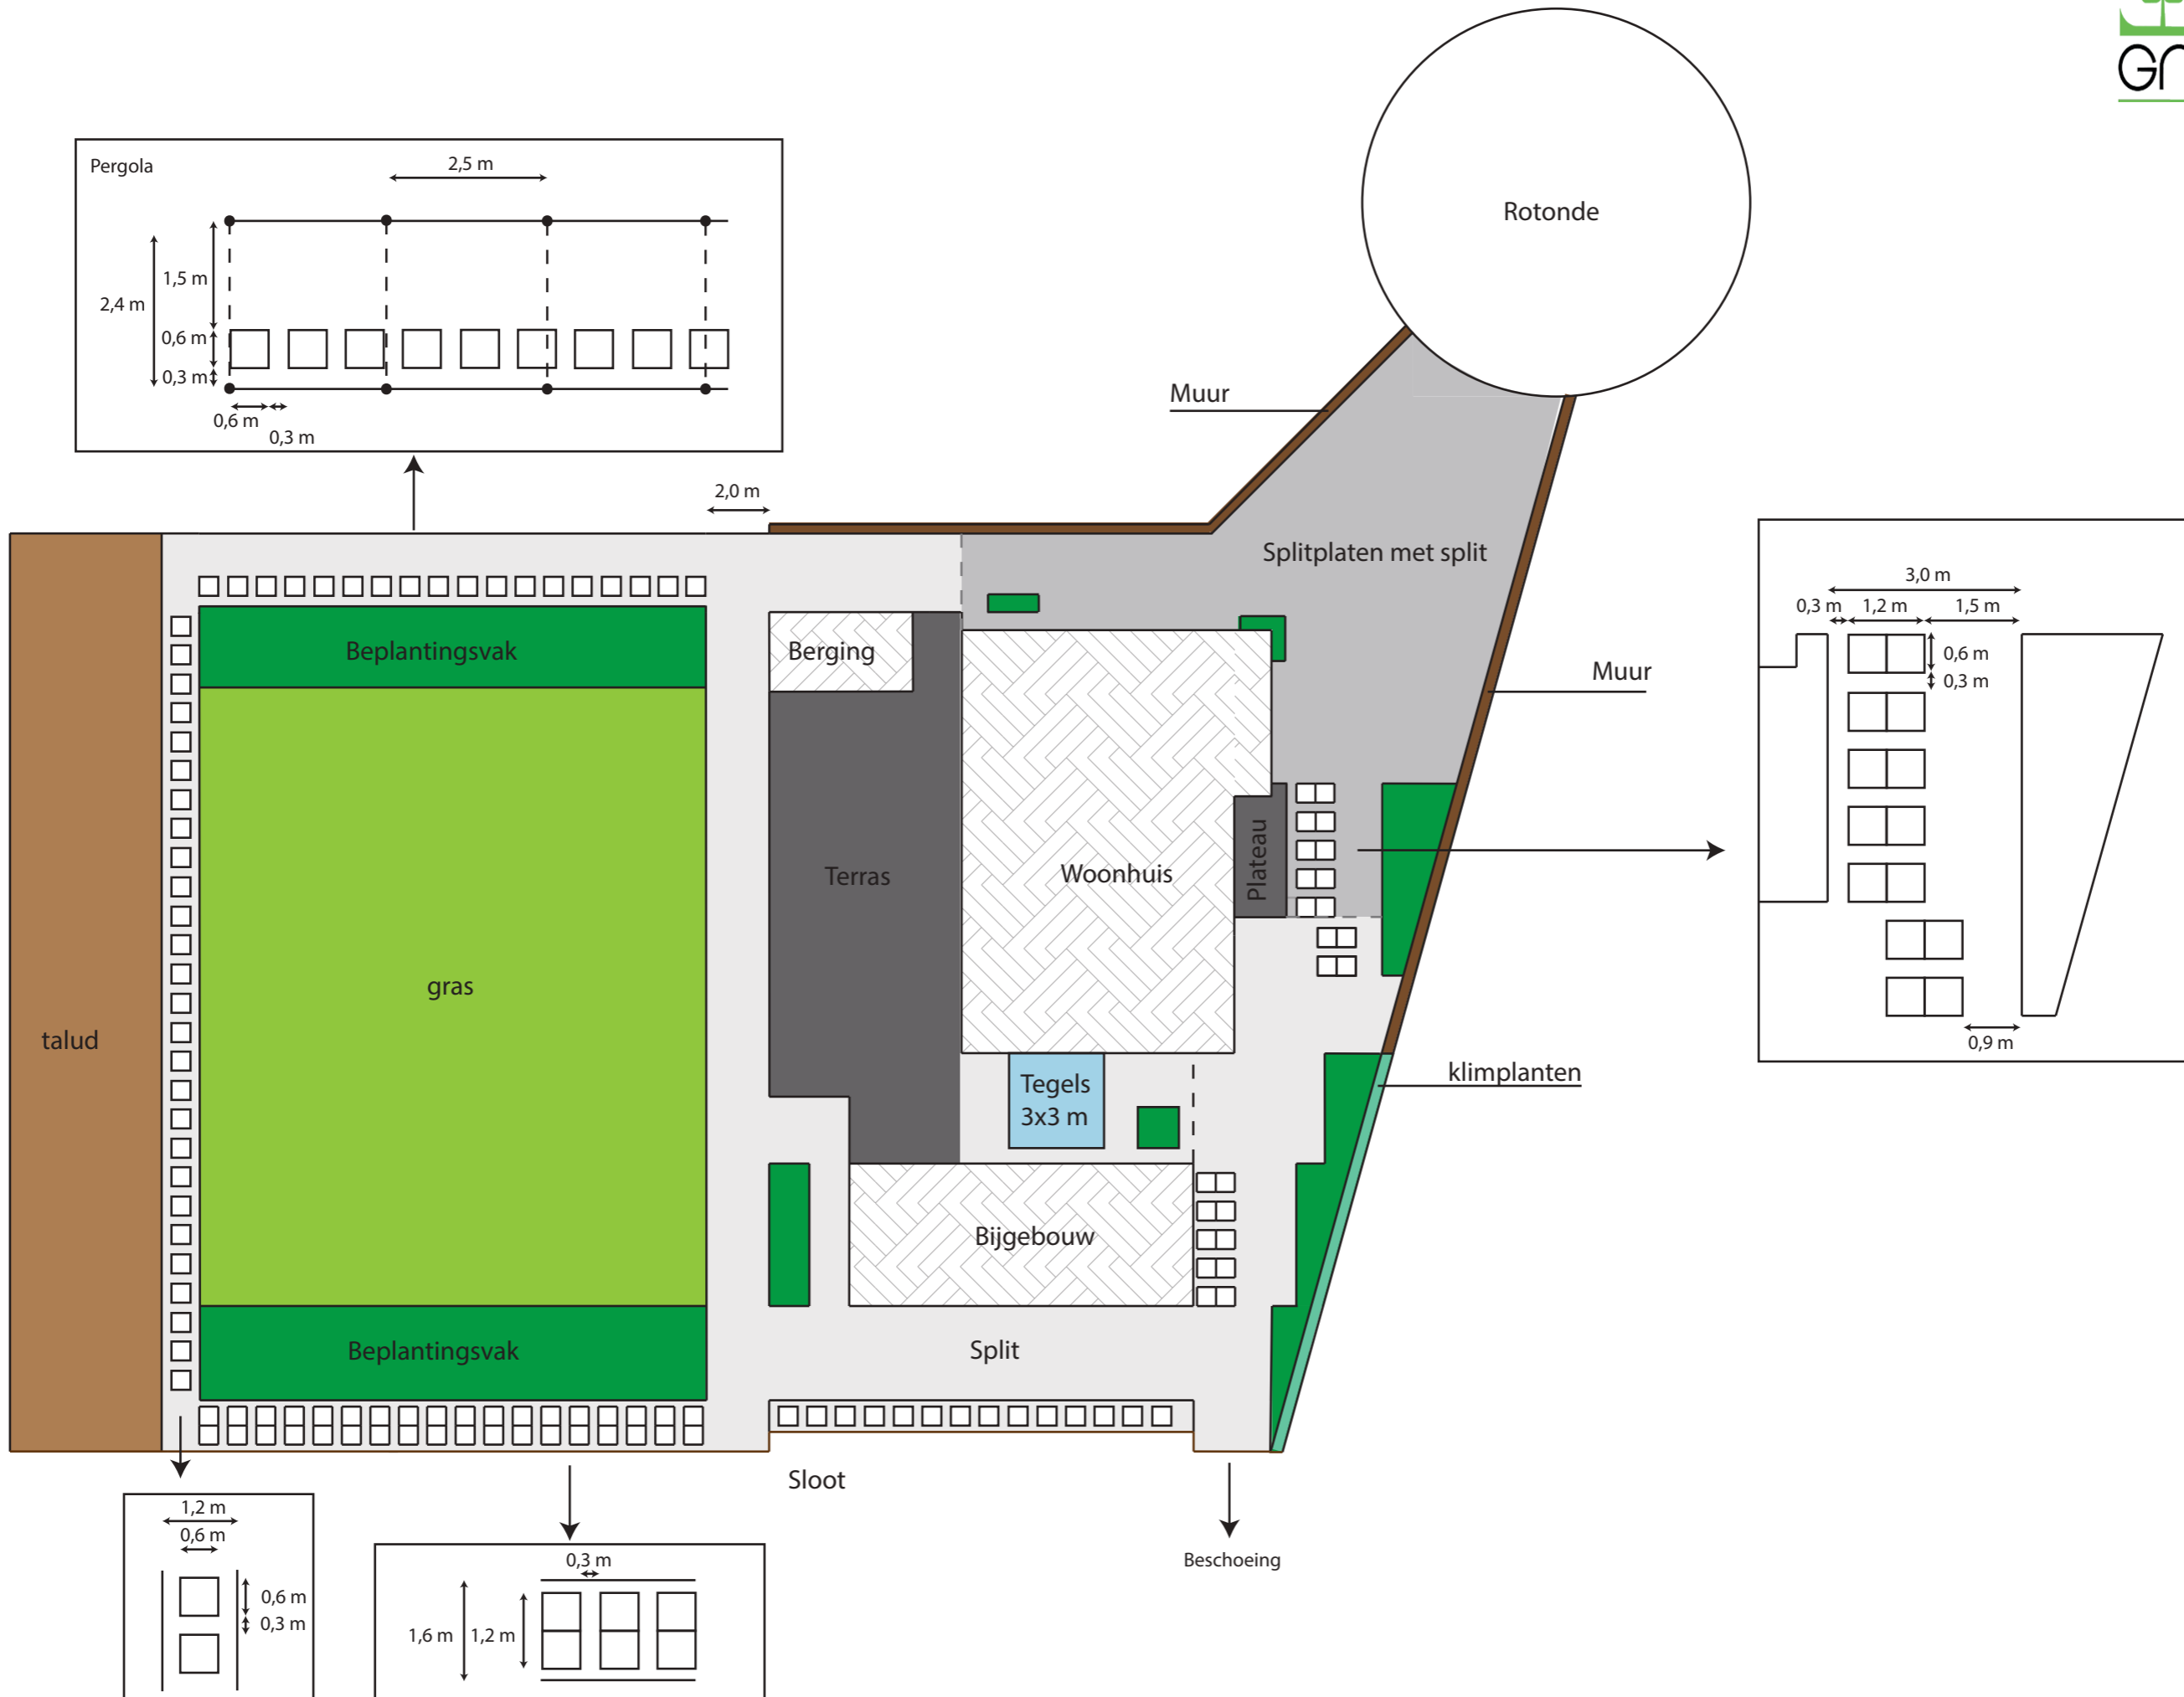 Pergola
2,5 m
1,5 m
2,4 m
0,6 m
0,3 m
0,6 m
0,3 m
Rotonde
Muur
2,0 m
Splitplaten met split
3,0 m
0,3 m 1,2 m 1,5 m
0,6 m
0,3 m
0,9 m
Beplantingsvak
Berging
Muur
Terras
Woonhuis
Plateau
gras
talud
Tegels
3x3 m
klimplanten
Bijgebouw
Beplantingsvak
Split
Sloot
Beschoeing
1,2 m
0,6 m
0,6 m
0,3 m
0,3 m
1,6 m 1,2 m